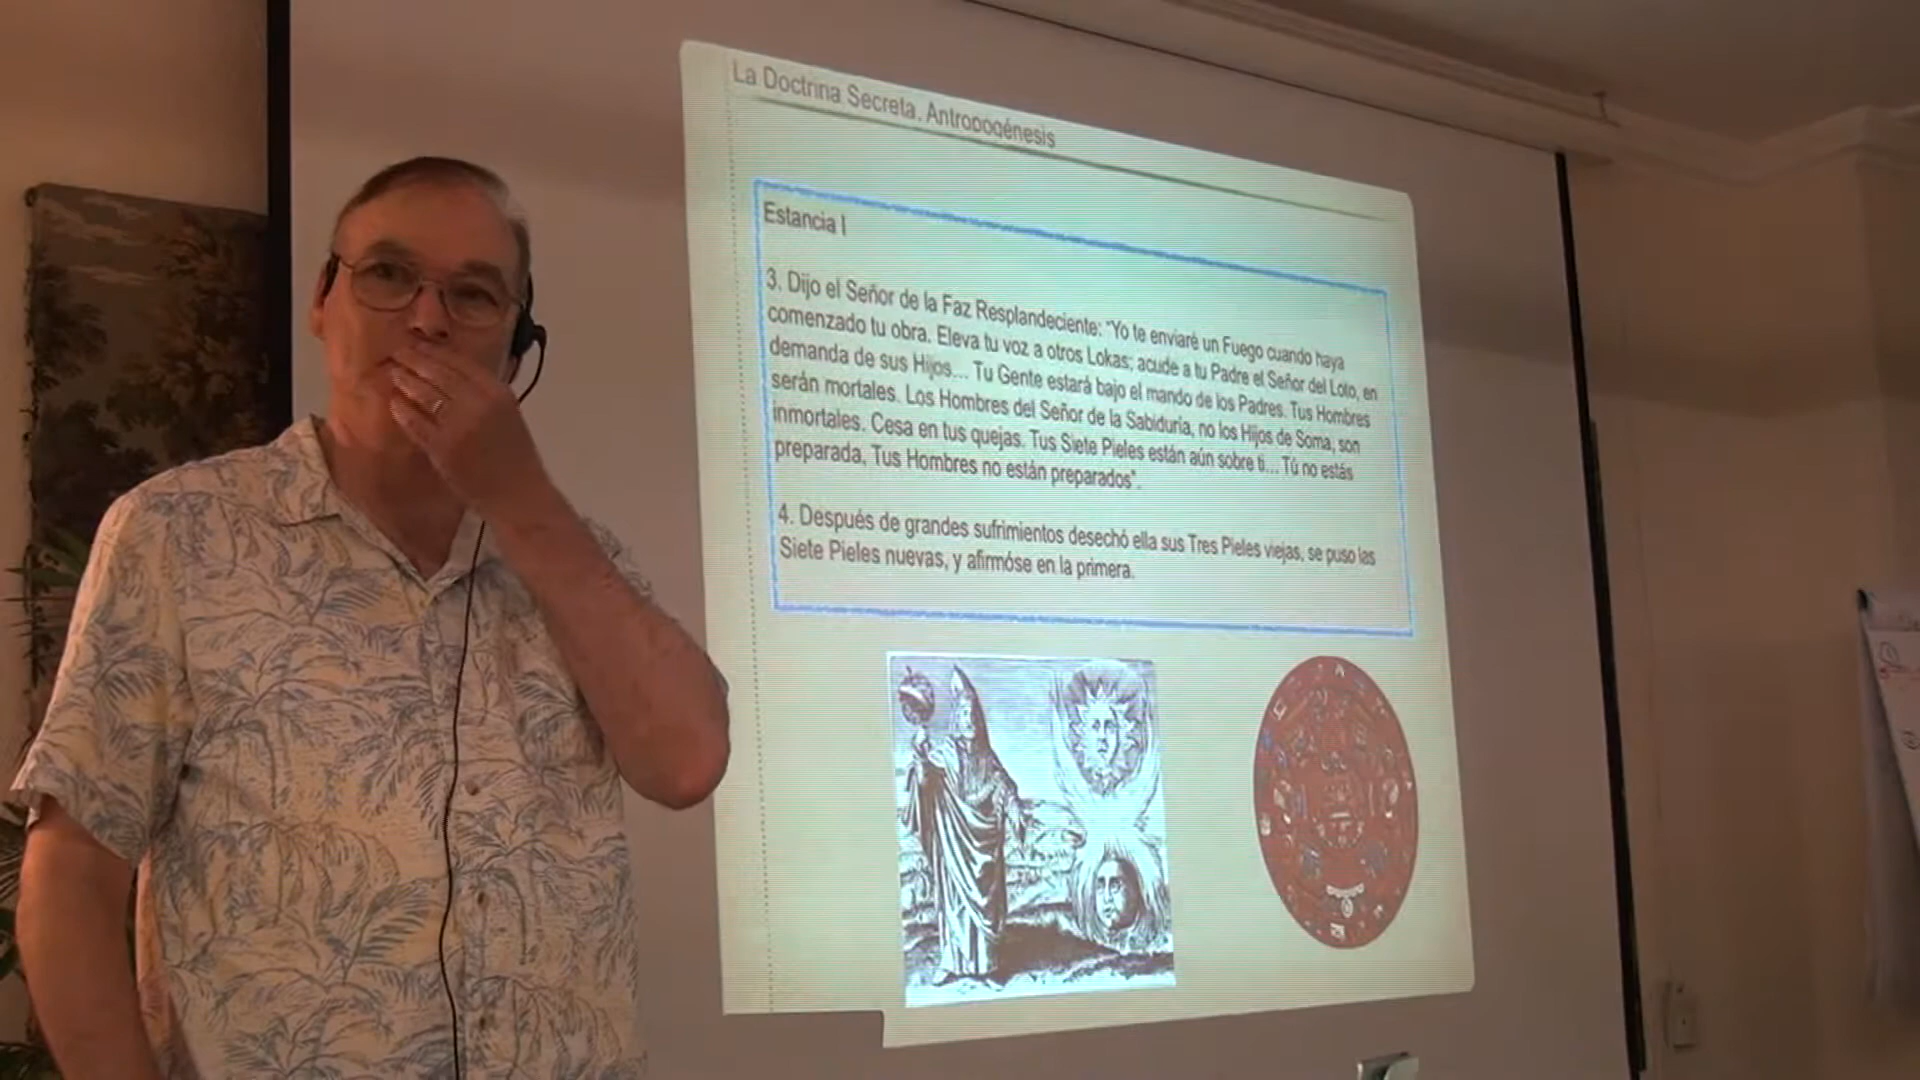 La Doctrina Secreta. Antropogénesis
Estancia I
3. Dijo el Señor de la Faz Resplandeciente: "Yo te enviaré un Fuego cuando haya
comenzado tu obra. Eleva tu voz a otros Lokas; acude a tu Padre el Señor del Loto, en
demanda de sus Hijos... Tu Gente estará bajo el mando de los Padres. Tus Hombres
serán mortales. Los Hombres del Señor de la Sabiduría, no los Hijos de Soma, son
inmortales. Cesa en tus quejas. Tus Siete Pieles están aún sobre ti... Tú no estás
preparada, Tus Hombres no están preparados".
4. Después de grandes sufrimientos desechó ella sus Tres Pieles viejas, se puso las
Siete Pieles nuevas, y afirmóse en la primera.